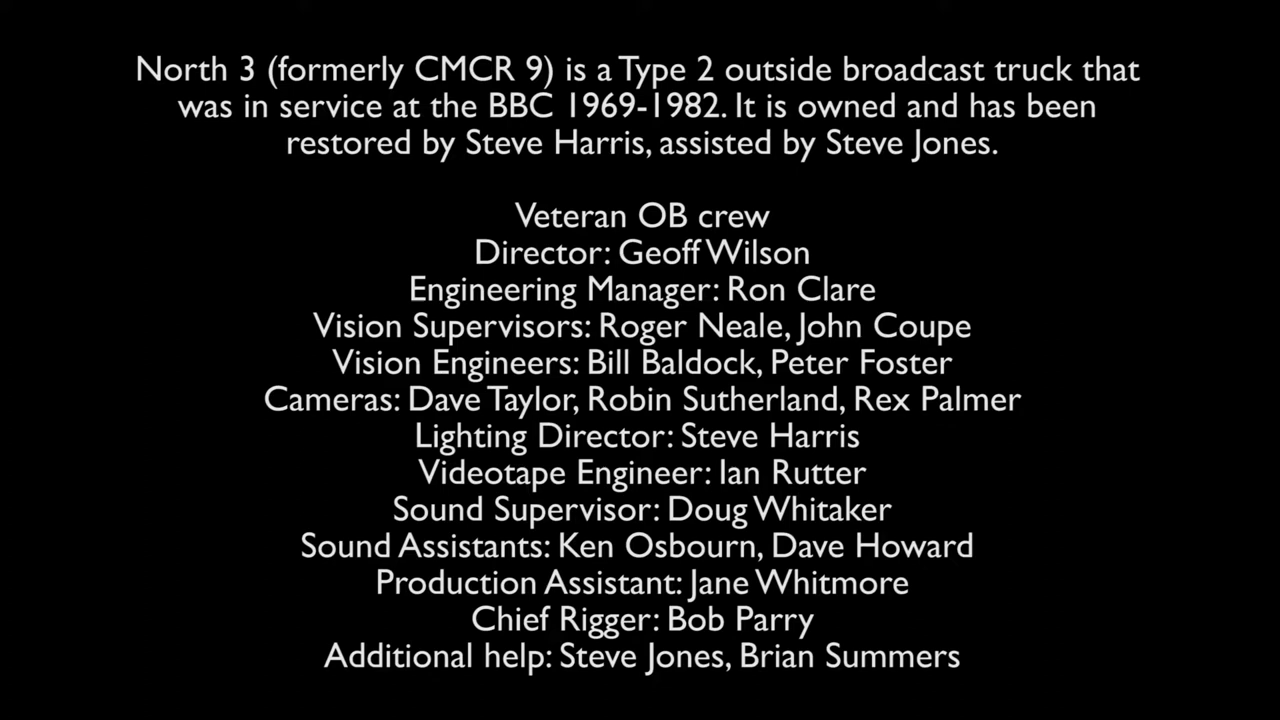 North 3 (formerly CMCR 9) is a Type 2 outside broadcast truck that
was in service at the BBC 1969-1982. It is owned and has been
restored by Steve Harris, assisted by Steve Jones.
Veteran OB crew
Director: Geoff Wilson
Engineering Manager: Ron Clare
Vision Supervisors: Roger Neale, John Coupe
Vision Engineers: Bill Baldock, Peter Foster
Cameras: Dave Taylor, Robin Sutherland, Rex Palmer
Lighting Director: Steve Harris
Videotape Engineer: Ian Rutter
Sound Supervisor: Doug Whitaker
Sound Assistants: Ken Osbourn, Dave Howard
Production Assistant: Jane Whitmore
Chief Rigger: Bob Parry
Additional help: Steve Jones, Brian Summers